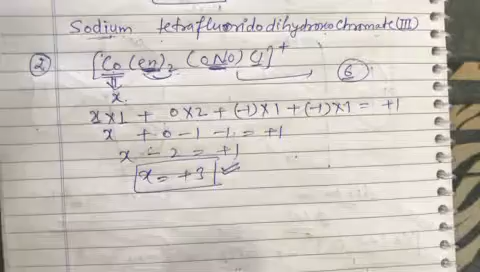 Sodium tetrafluoridodihydroxochromate(III)
② [Co(en)₂ (ONO) Cl]⁺ ⑥
x
x×1 + 0×2 + (-1)×1 + (-1)×1 = +1
x + 0 - 1 - 1 = +1
x - 2 = +1
x = +3